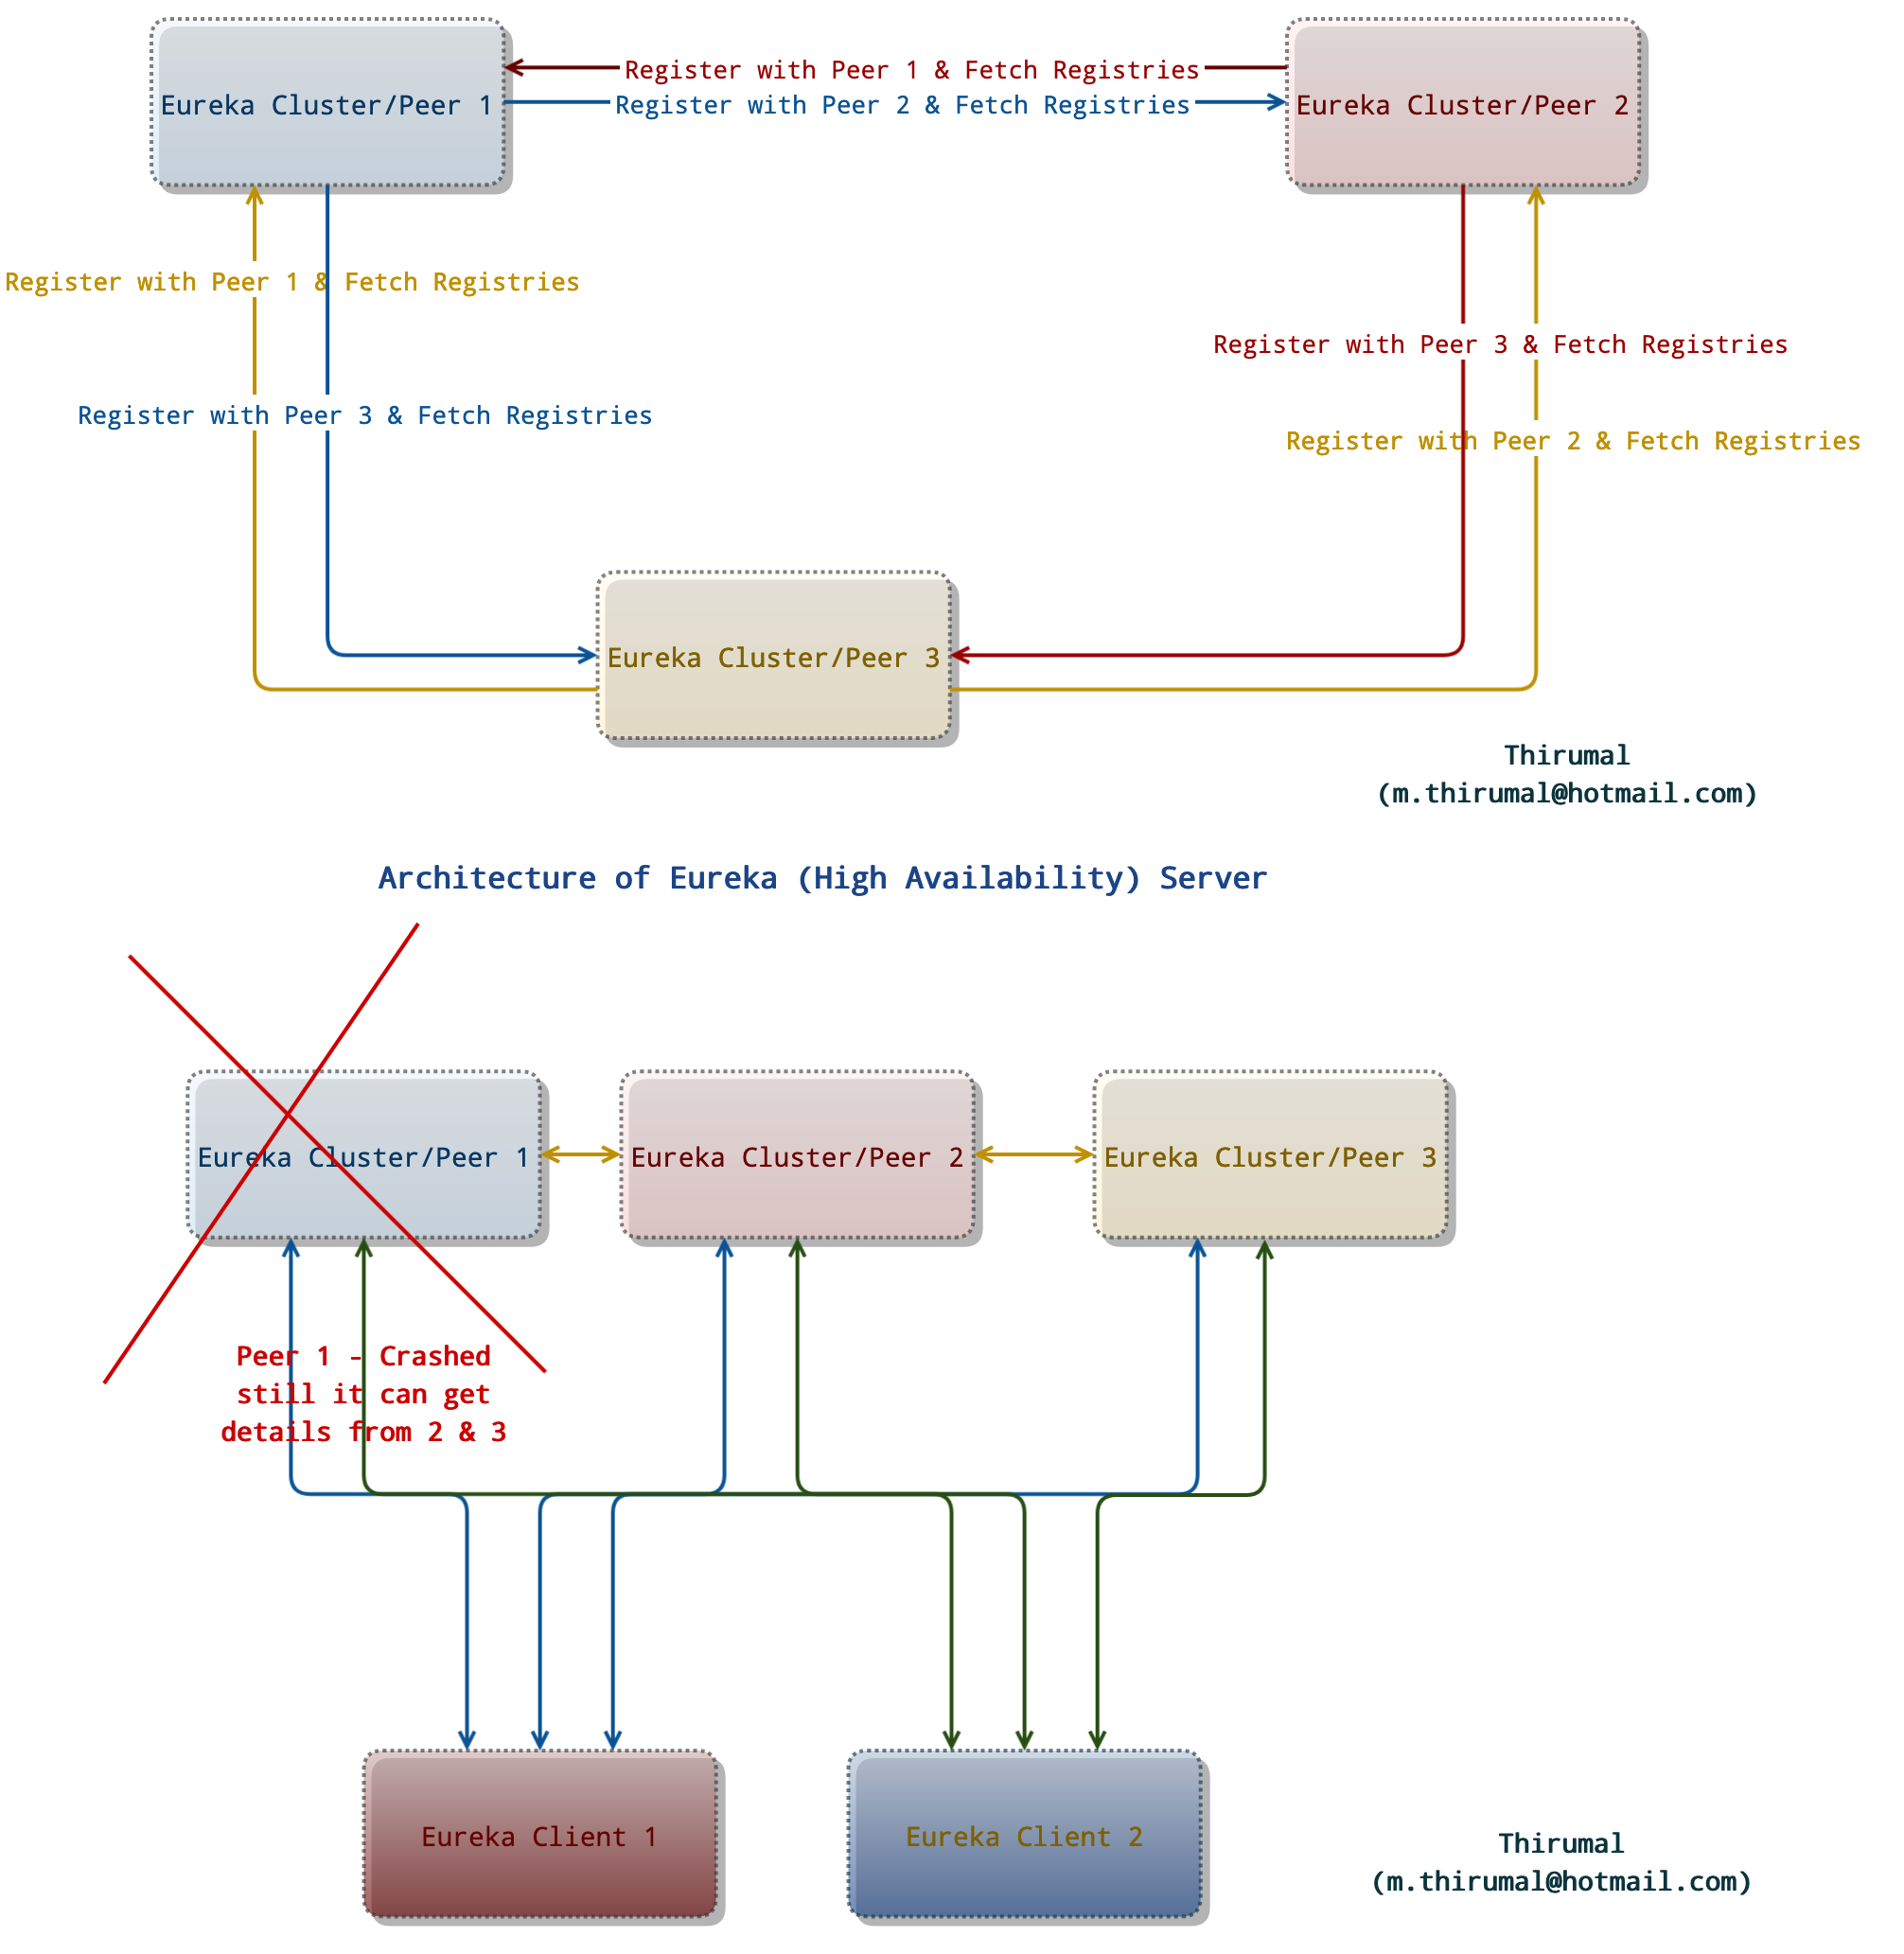 Register with Peer 1 & Fetch Registries
Eureka Cluster/Peer 1
Register with Peer 2 & Fetch Registries
Eureka Cluster/Peer 2
Register with Peer 1 & Fetch Registries
Register with Peer 3 & Fetch Registries
Register with Peer 3 & Fetch Registries
Register with Peer 2 & Fetch Registries
Eureka Cluster/Peer 3
Thirumal
(m.thirumal@hotmail.com)
Architecture of Eureka (High Availability) Server
Eureka Cluster/Peer 1
Eureka Cluster/Peer 2
Eureka Cluster/Peer 3
Peer 1 - Crashed
still it can get
details from 2 & 3
Eureka Client 1
Eureka Client 2
Thirumal
(m.thirumal@hotmail.com)